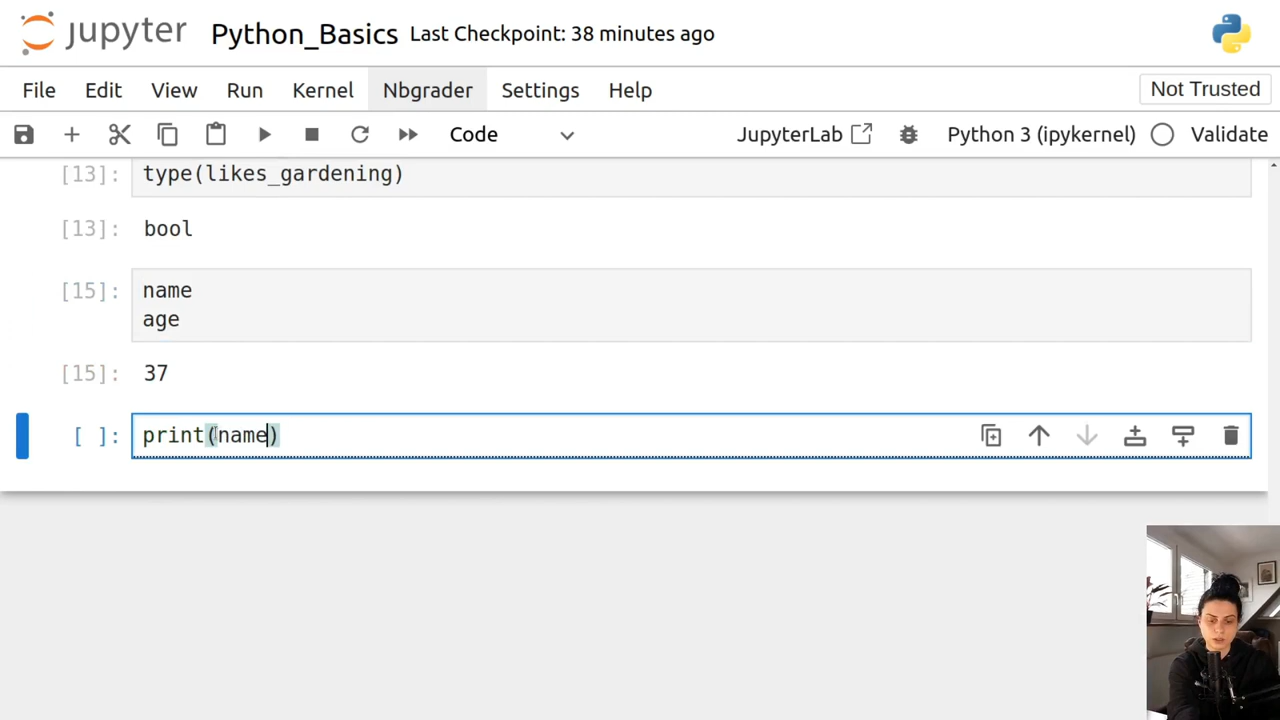 jupyter Python_Basics Last Checkpoint: 38 minutes ago
File Edit View Run Kernel Nbgrader Settings Help Not Trusted
Code JupyterLab Python 3 (ipykernel) Validate
[13]: type(likes_gardening)
[13]: bool
[15]: name
age
[15]: 37
[ ]: print(name)